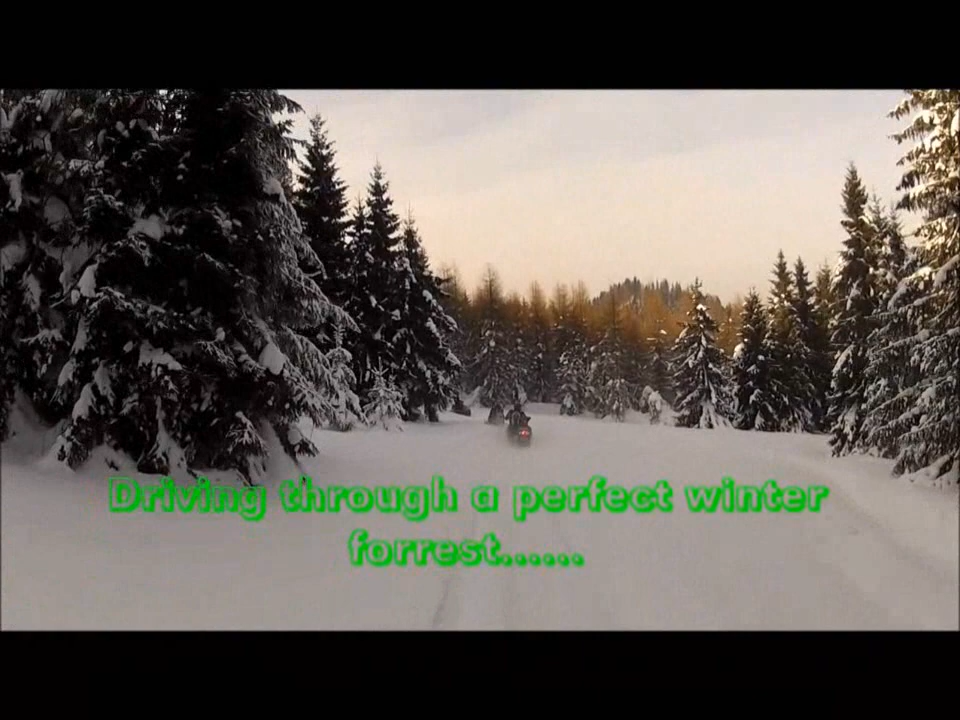 Driving through a perfect winter
forrest......